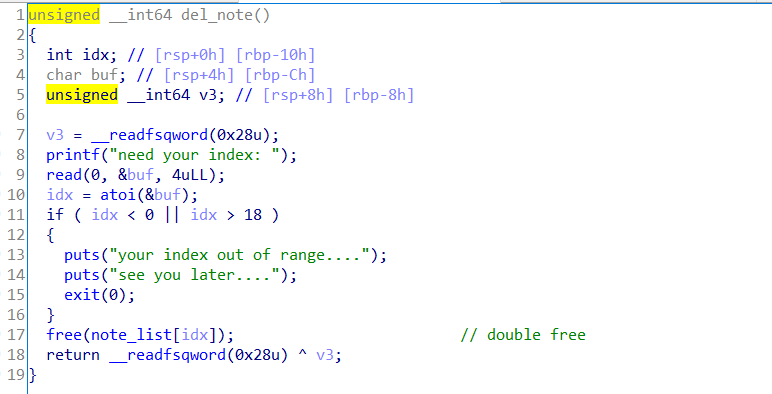 1 unsigned __int64 del_note()
2 {
3   int idx; // [rsp+0h] [rbp-10h]
4   char buf; // [rsp+4h] [rbp-Ch]
5   unsigned __int64 v3; // [rsp+8h] [rbp-8h]
6
7   v3 = __readfsqword(0x28u);
8   printf("need your index: ");
9   read(0, &buf, 4uLL);
10   idx = atoi(&buf);
11   if ( idx < 0 || idx > 18 )
12   {
13     puts("your index out of range....");
14     puts("see you later....");
15     exit(0);
16   }
17   free(note_list[idx]);                         // double free
18   return __readfsqword(0x28u) ^ v3;
19 }